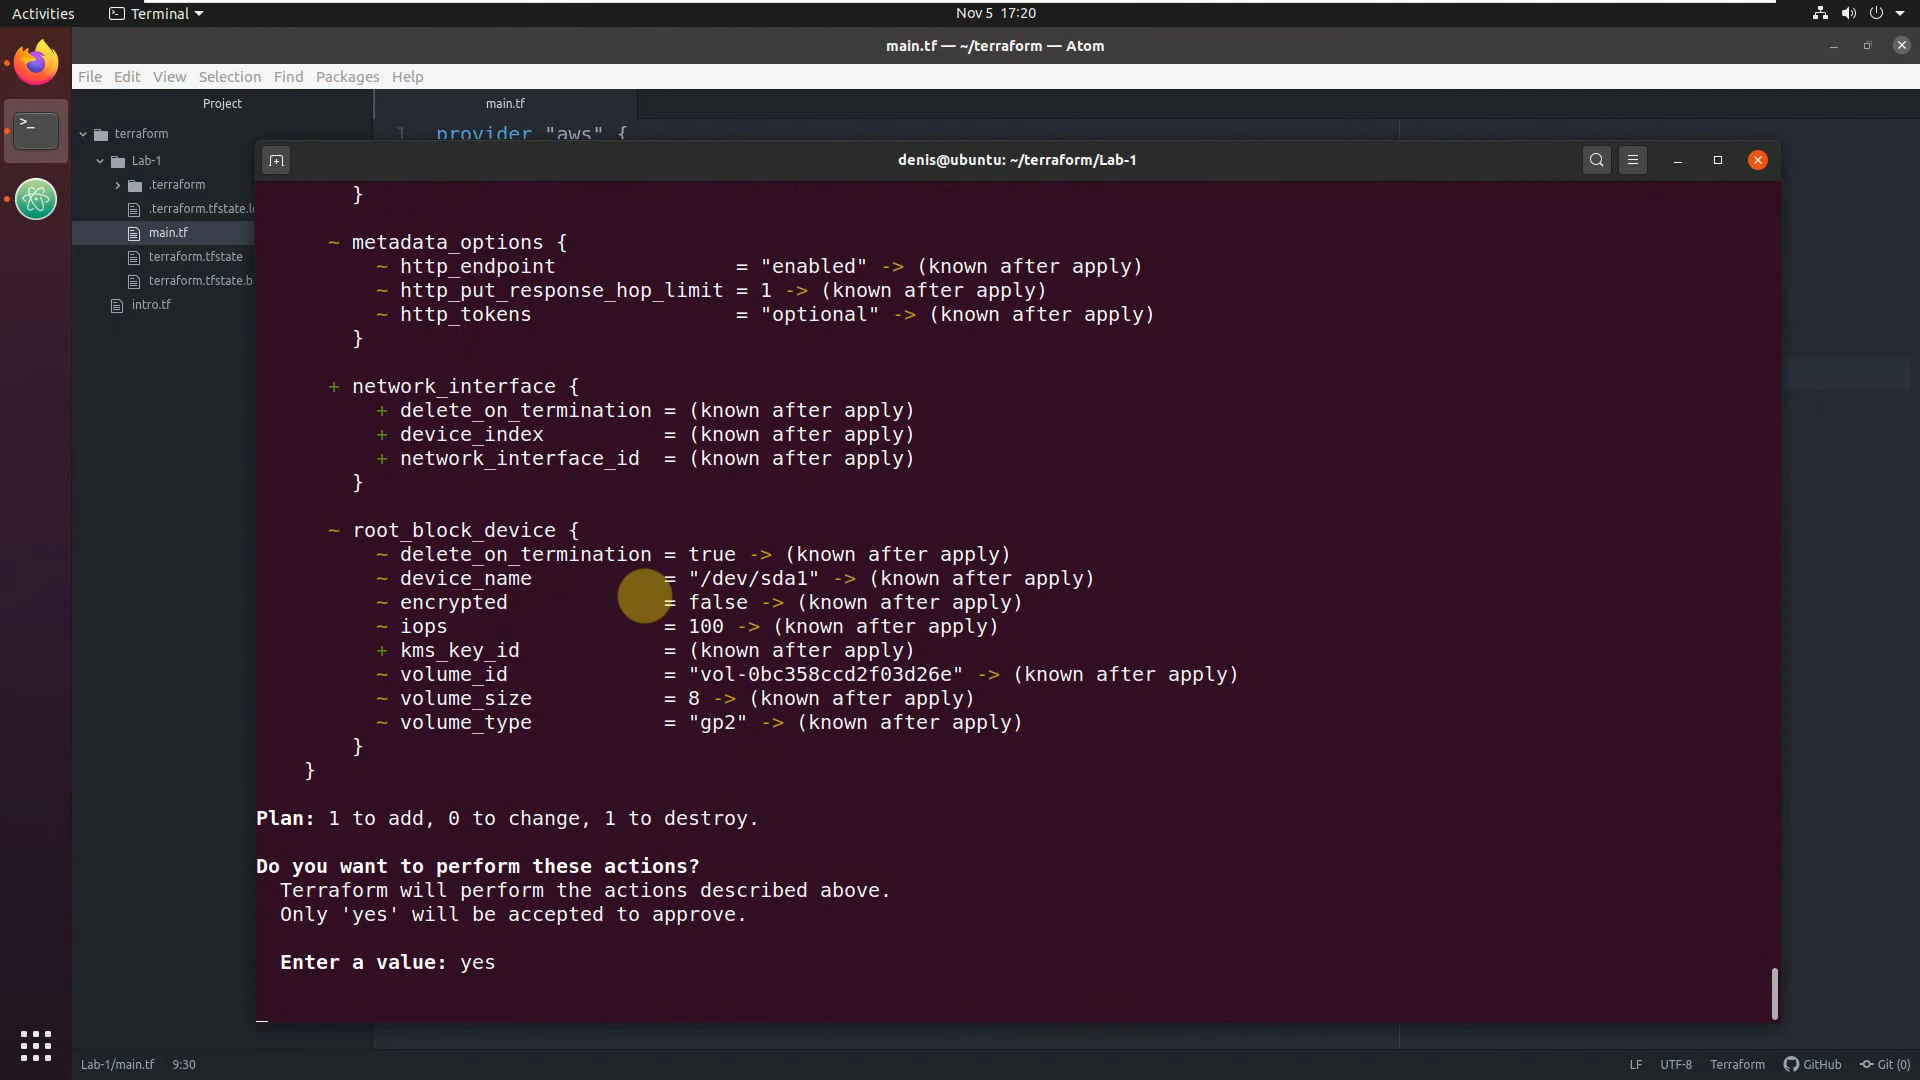 Activities
Terminal
Nov 5 17:20
main.tf — ~/terraform — Atom
File Edit View Selection Find Packages Help
Project
main.tf
terraform
1 provider "aws" {
Lab-1
.terraform
.terraform.tfstate.l
main.tf
terraform.tfstate
terraform.tfstate.b
intro.tf
denis@ubuntu: ~/terraform/Lab-1
}
~ metadata_options {
~ http_endpoint = "enabled" -> (known after apply)
~ http_put_response_hop_limit = 1 -> (known after apply)
~ http_tokens = "optional" -> (known after apply)
}
+ network_interface {
+ delete_on_termination = (known after apply)
+ device_index = (known after apply)
+ network_interface_id = (known after apply)
}
~ root_block_device {
~ delete_on_termination = true -> (known after apply)
~ device_name = "/dev/sda1" -> (known after apply)
~ encrypted = false -> (known after apply)
~ iops = 100 -> (known after apply)
+ kms_key_id = (known after apply)
~ volume_id = "vol-0bc358ccd2f03d26e" -> (known after apply)
~ volume_size = 8 -> (known after apply)
~ volume_type = "gp2" -> (known after apply)
}
}
Plan: 1 to add, 0 to change, 1 to destroy.
Do you want to perform these actions?
Terraform will perform the actions described above.
Only 'yes' will be accepted to approve.
Enter a value: yes
Lab-1/main.tf 9:30
LF UTF-8 Terraform GitHub Git (0)